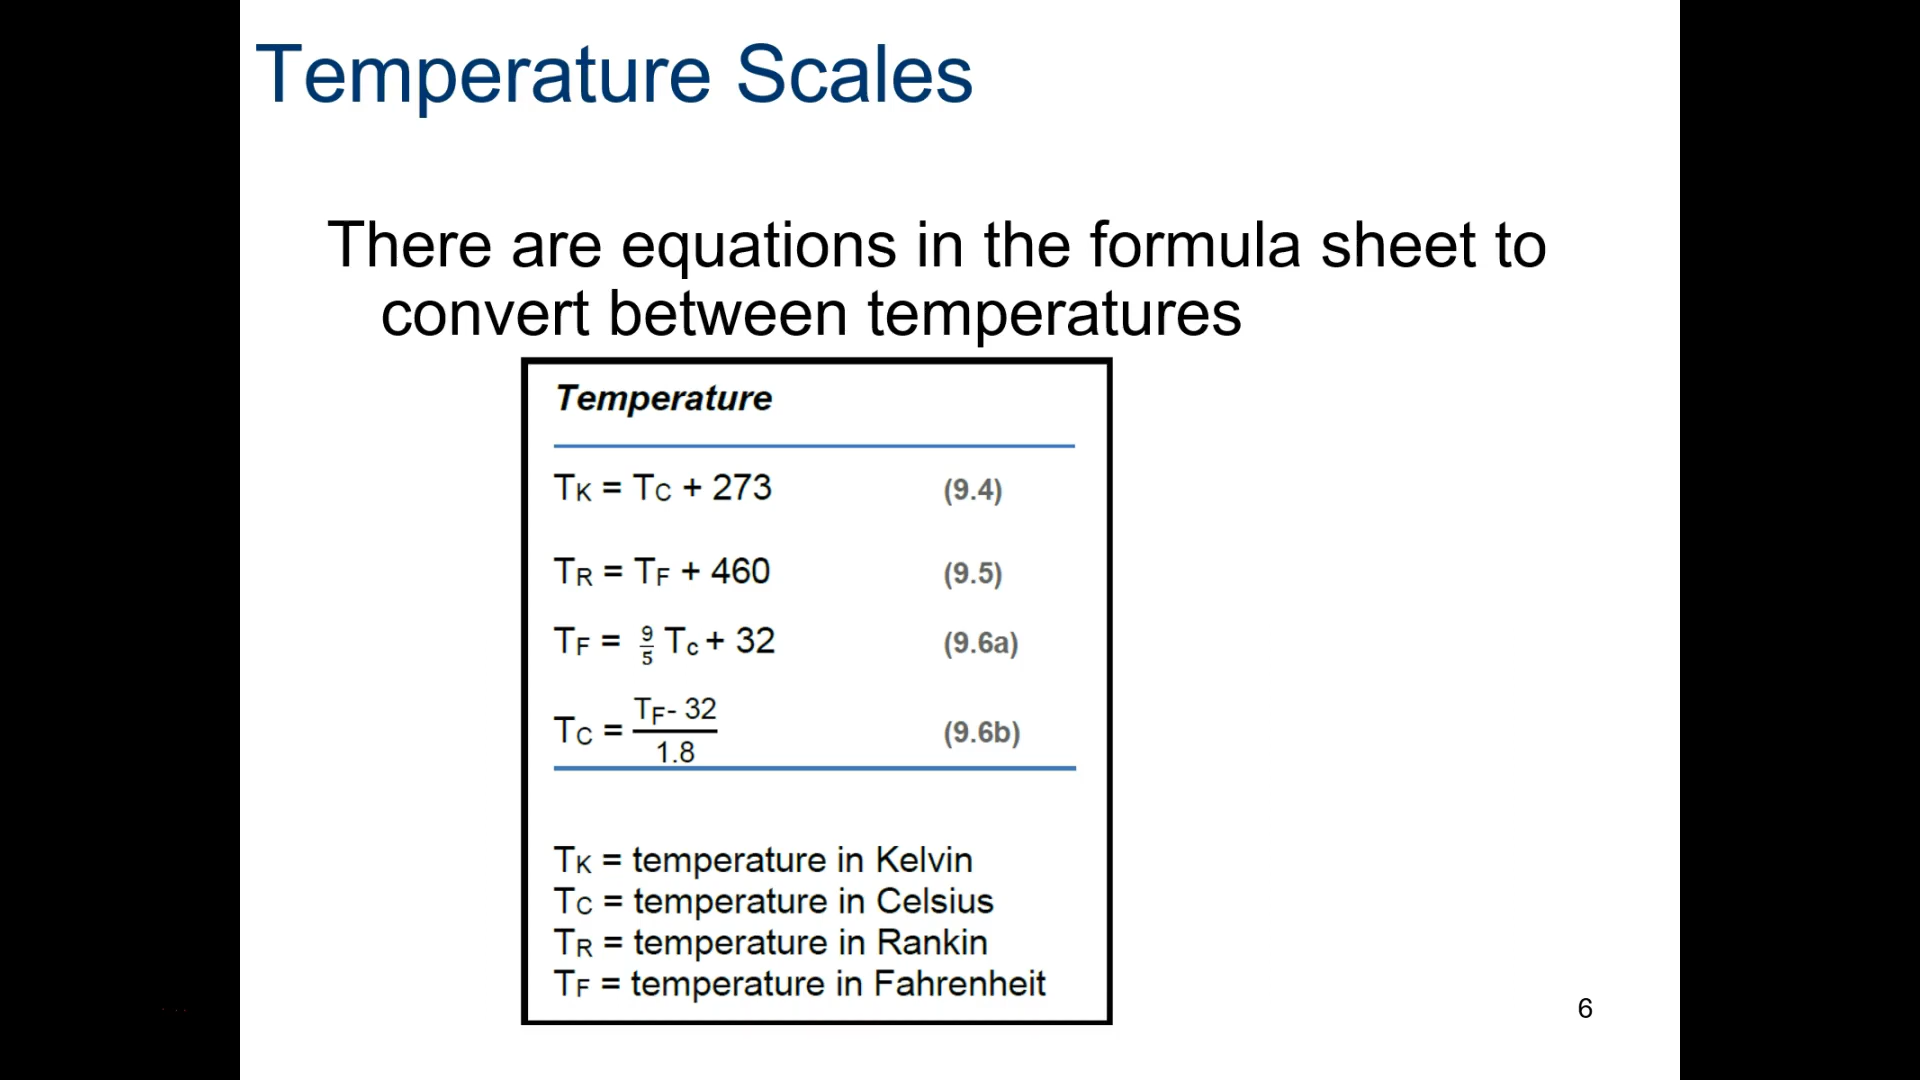 Temperature Scales
There are equations in the formula sheet to
convert between temperatures
Temperature
TK = TC + 273 (9.4)
TR = TF + 460 (9.5)
TF = 9/5 Tc + 32 (9.6a)
TC = TF- 32 / 1.8 (9.6b)
TK = temperature in Kelvin
TC = temperature in Celsius
TR = temperature in Rankin
TF = temperature in Fahrenheit
6